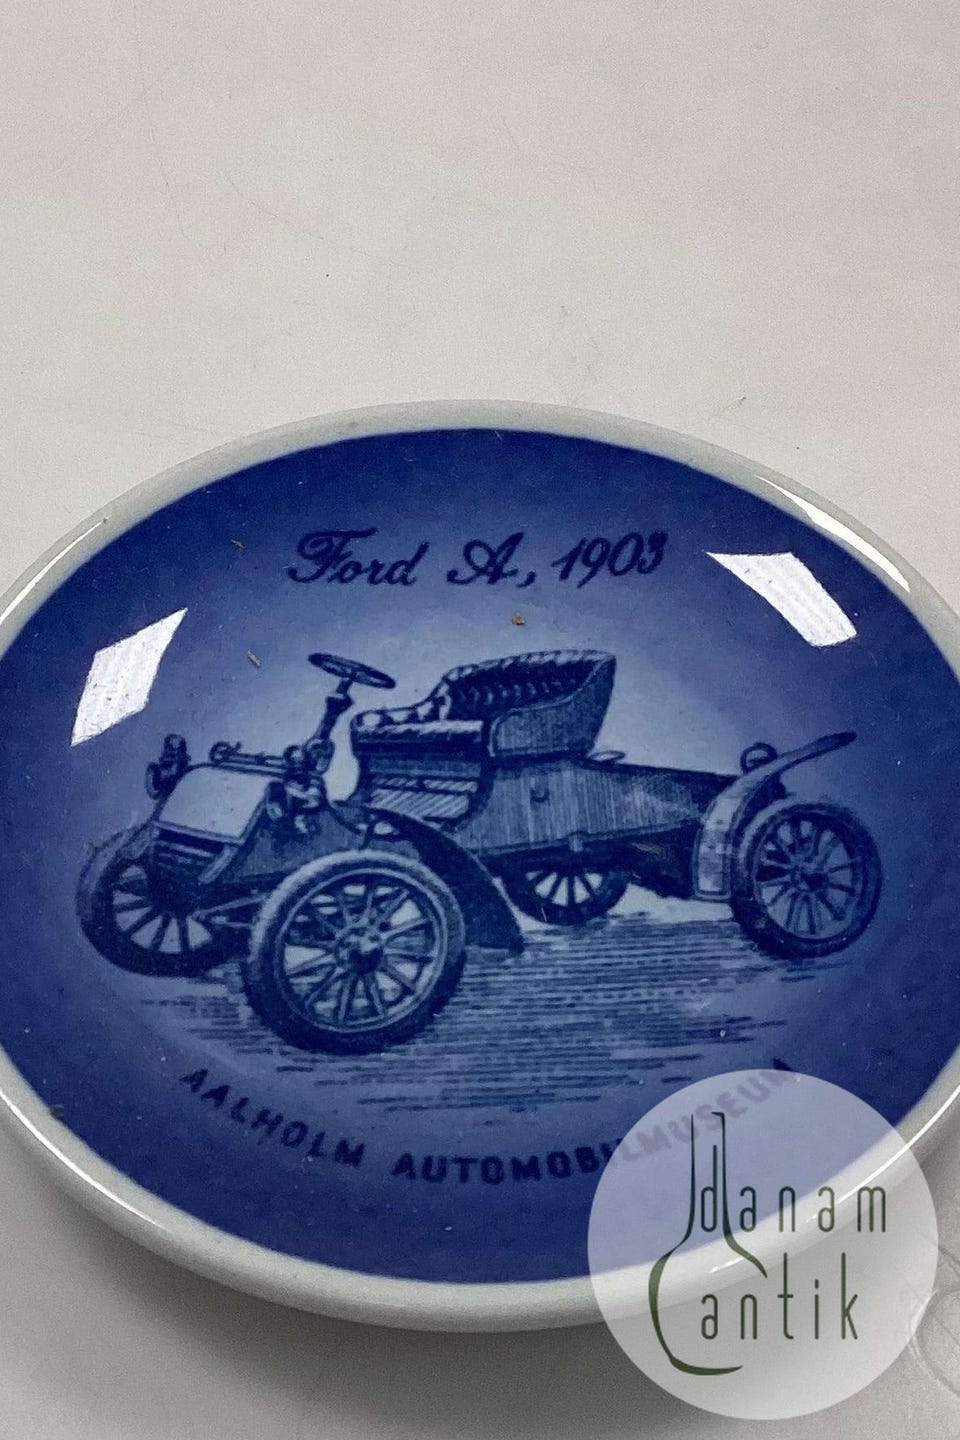 Ford A, 1903
AALHOLM AUTOMOBILMUSEUM
danam
antik